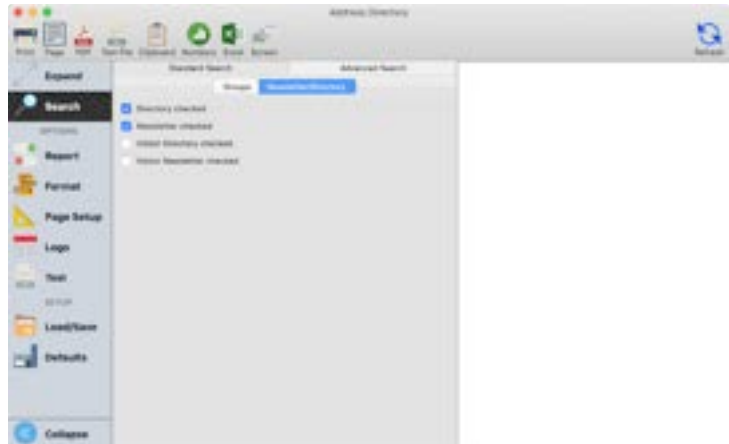 Address Directory
Print Page PDF Text File Clipboard Numbers Excel Screen
Refresh
Expand
Standard Search Advanced Search
Groups Newsletter/Directory
Search
Directory checked
Newsletter checked
Visitor Directory checked
Visitor Newsletter checked
OPTIONS
Report
Format
Page Setup
Logo
Text
SETUP
Load/Save
Defaults
Collapse